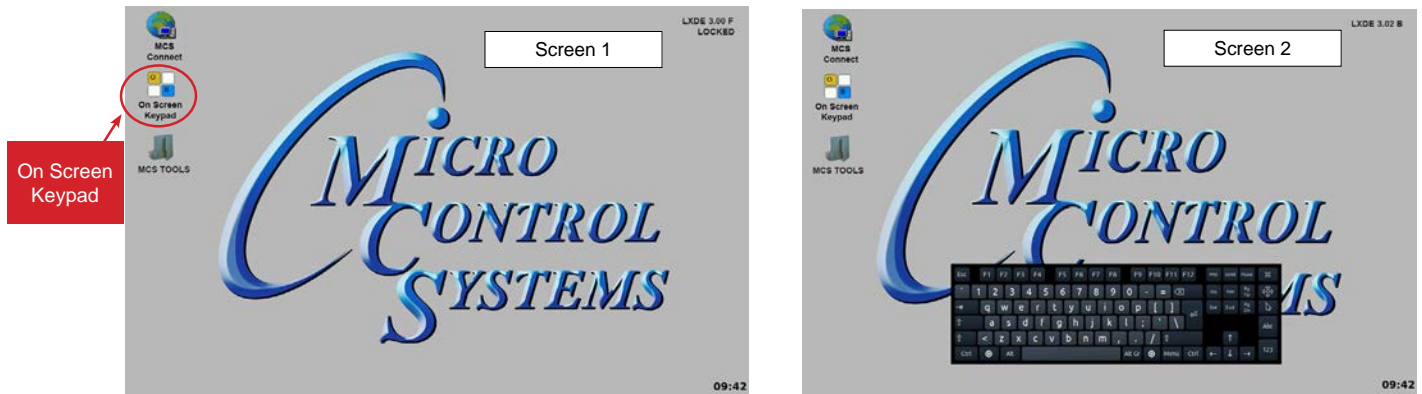 On Screen
Keypad
MCS
Connect
On Screen
Keypad
MCS TOOLS
LXDE 3.00 F
LOCKED
Screen 1
MICRO
CONTROL
SYSTEMS
09:42
MCS
Connect
On Screen
Keypad
MCS TOOLS
LXDE 3.02 B
Screen 2
MICRO
CONTROL
MS
Esc F1 F2 F3 F4 F5 F6 F7 F8 F9 F10 F11 F12
` 1 2 3 4 5 6 7 8 9 0 - =
q w e r t y u i o p [ ]
a s d f g h j k l ; ' \
< z x c v b n m , . /
Ctrl Alt Alt Gr Menu Ctrl
Abc
123
09:42